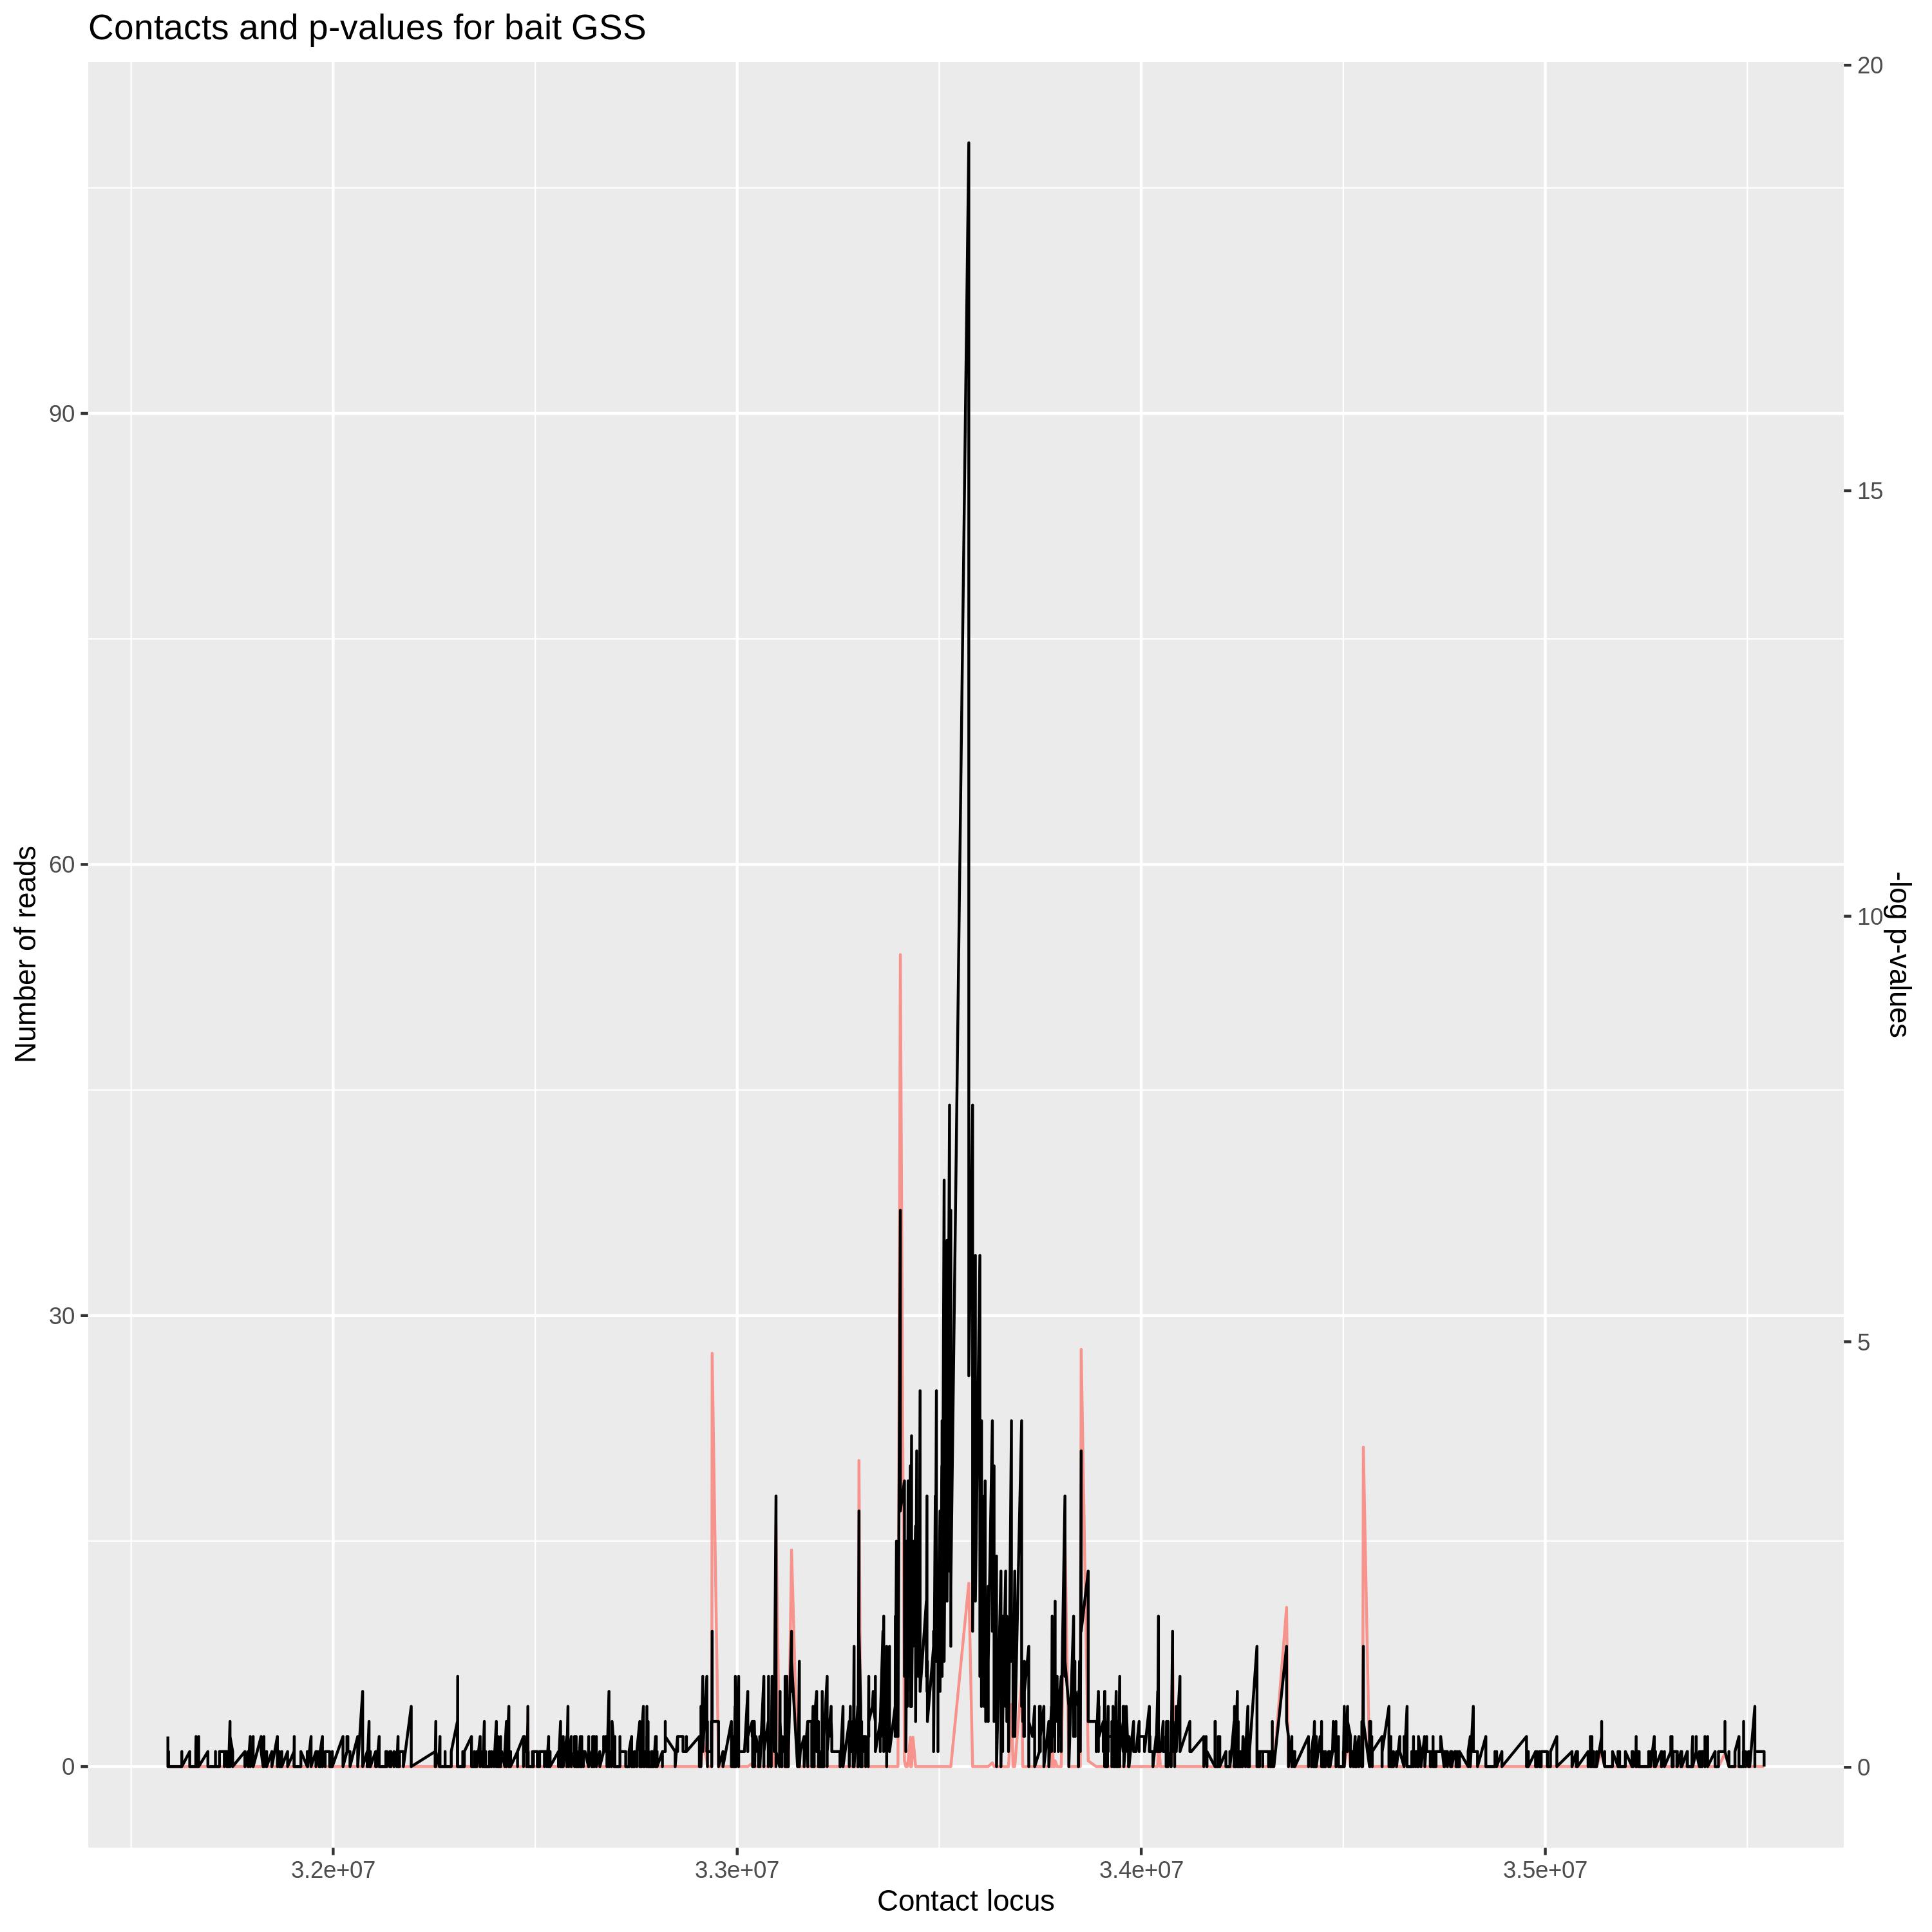 Contacts and p-values for bait GSS
20
90
15
60
10
30
5
0
0
Number of reads
-log p-values
3.2e+07
3.3e+07
3.4e+07
3.5e+07
Contact locus